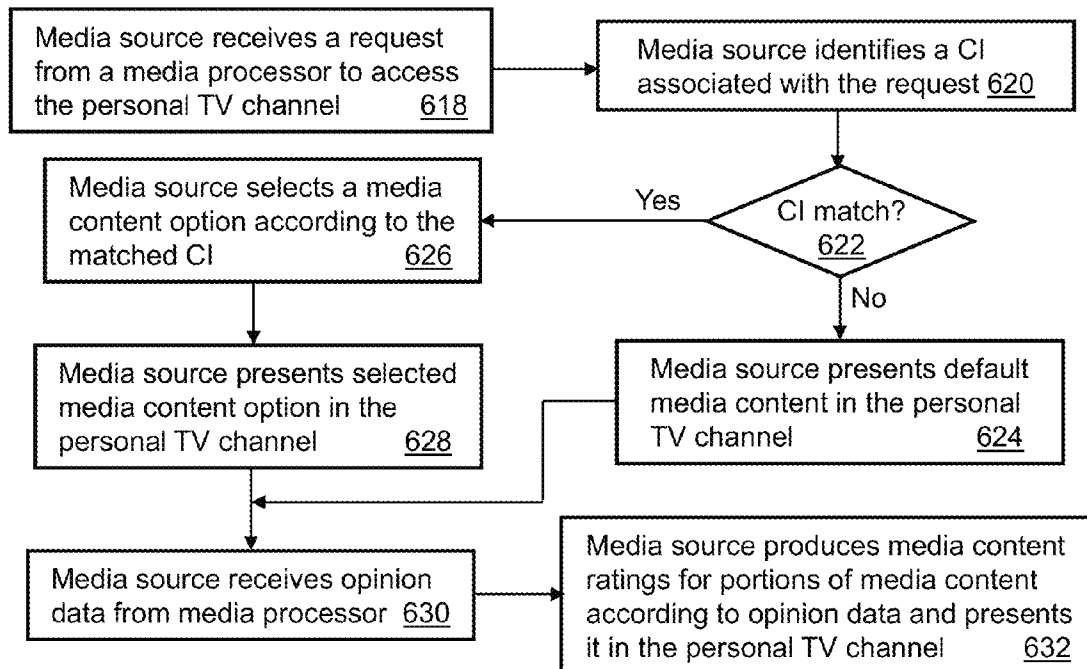 Media source receives a request
from a media processor to access
the personal TV channel 618
Media source identifies a CI
associated with the request 620
CI match?
622
Yes
No
Media source selects a media
content option according to the
matched CI 626
Media source presents selected
media content option in the
personal TV channel 628
Media source presents default
media content in the personal
TV channel 624
Media source receives opinion
data from media processor 630
Media source produces media content
ratings for portions of media content
according to opinion data and presents
it in the personal TV channel 632